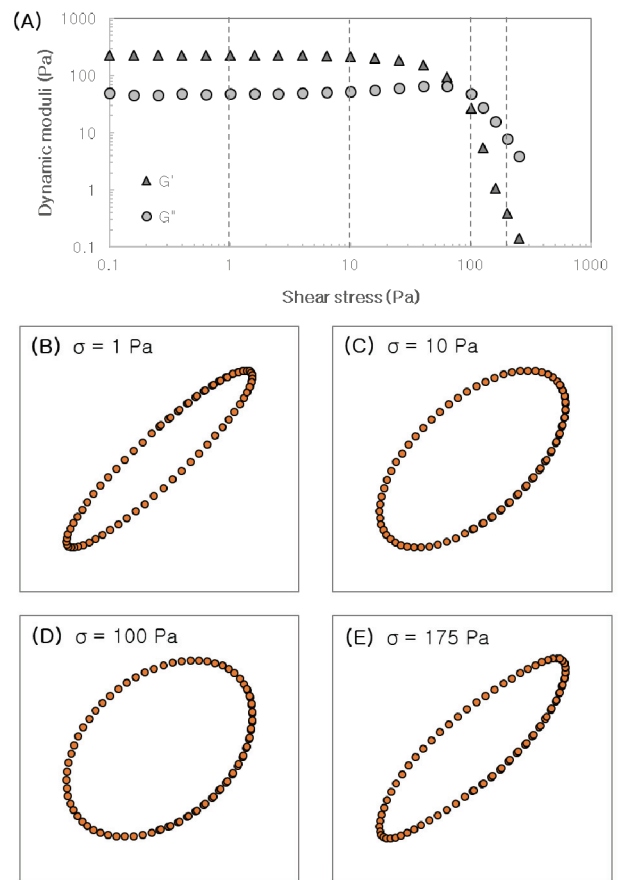 (A)
Dynamic moduli (Pa)
1000
100
10
1
0.1
G'
G"
0.1
1
10
100
1000
Shear stress (Pa)
(B) σ = 1 Pa
(C) σ = 10 Pa
(D) σ = 100 Pa
(E) σ = 175 Pa